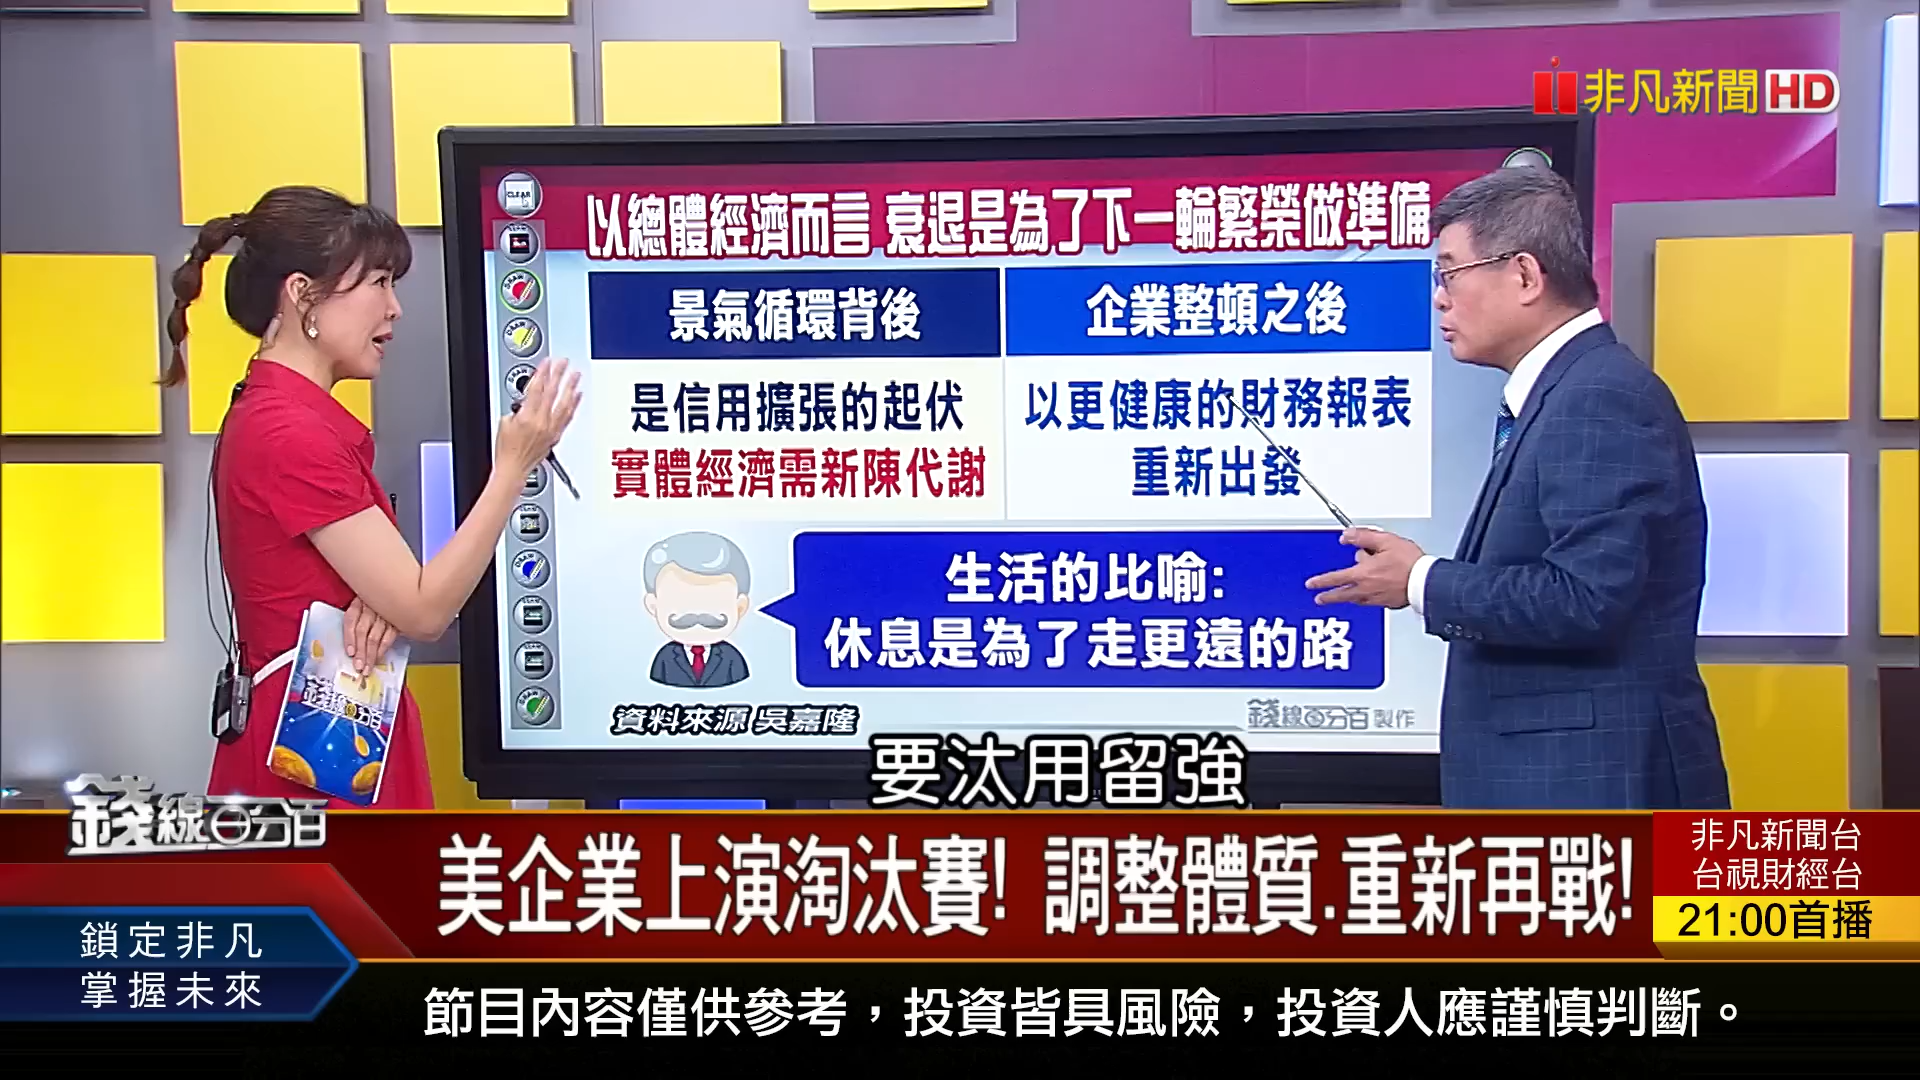 非凡新聞HD
以總體經濟而言 衰退是為了下一輪繁榮做準備
景氣循環背後
企業整頓之後
是信用擴張的起伏
實體經濟需新陳代謝
以更健康的財務報表
重新出發
生活的比喻:
休息是為了走更遠的路
資料來源 吳嘉隆
錢線百分百 製作
CLEAR
錢線百分百
要汰用留強
錢線百分百
美企業上演淘汰賽! 調整體質.重新再戰!
非凡新聞台
台視財經台
21:00首播
鎖定非凡
掌握未來
節目內容僅供參考,投資皆具風險,投資人應謹慎判斷。